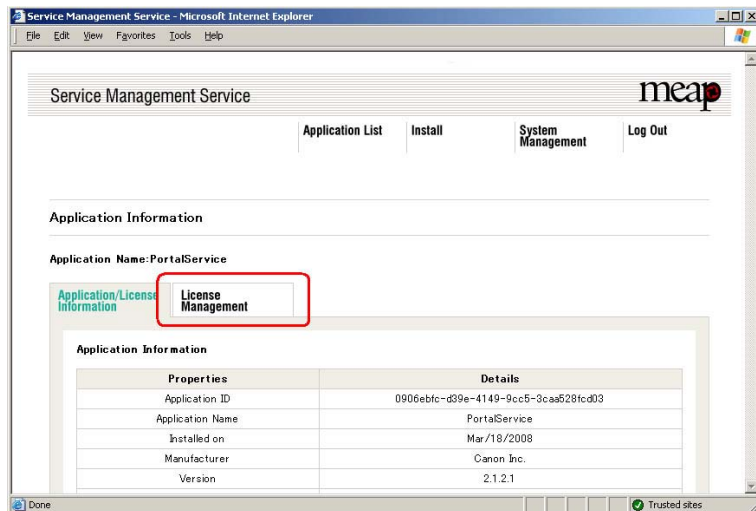 Service Management Service - Microsoft Internet Explorer
File Edit View Favorites Tools Help
Service Management Service
meap
Application List Install System Management Log Out
Application Information
Application Name:PortalService
Application/License Information
License Management
Application Information
Properties Details
Application ID 0906ebfc-d39e-4149-9cc5-3caa528fcd03
Application Name PortalService
Installed on Mar/18/2008
Manufacturer Canon Inc.
Version 2.1.2.1
Done Trusted sites